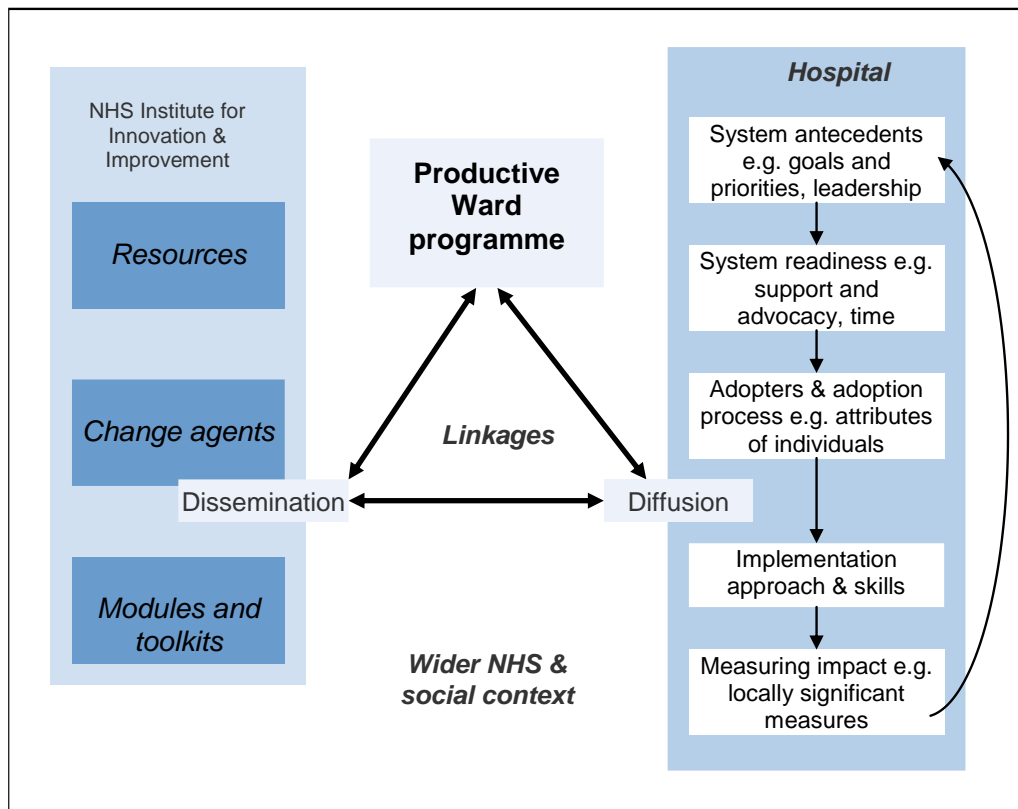 NHS Institute for
Innovation &
Improvement
Resources
Change agents
Dissemination
Modules and
toolkits
Productive
Ward
programme
Linkages
Diffusion
Wider NHS &
social context
Hospital
System antecedents
e.g. goals and
priorities, leadership
System readiness e.g.
support and
advocacy, time
Adopters & adoption
process e.g. attributes
of individuals
Implementation
approach & skills
Measuring impact e.g.
locally significant
measures